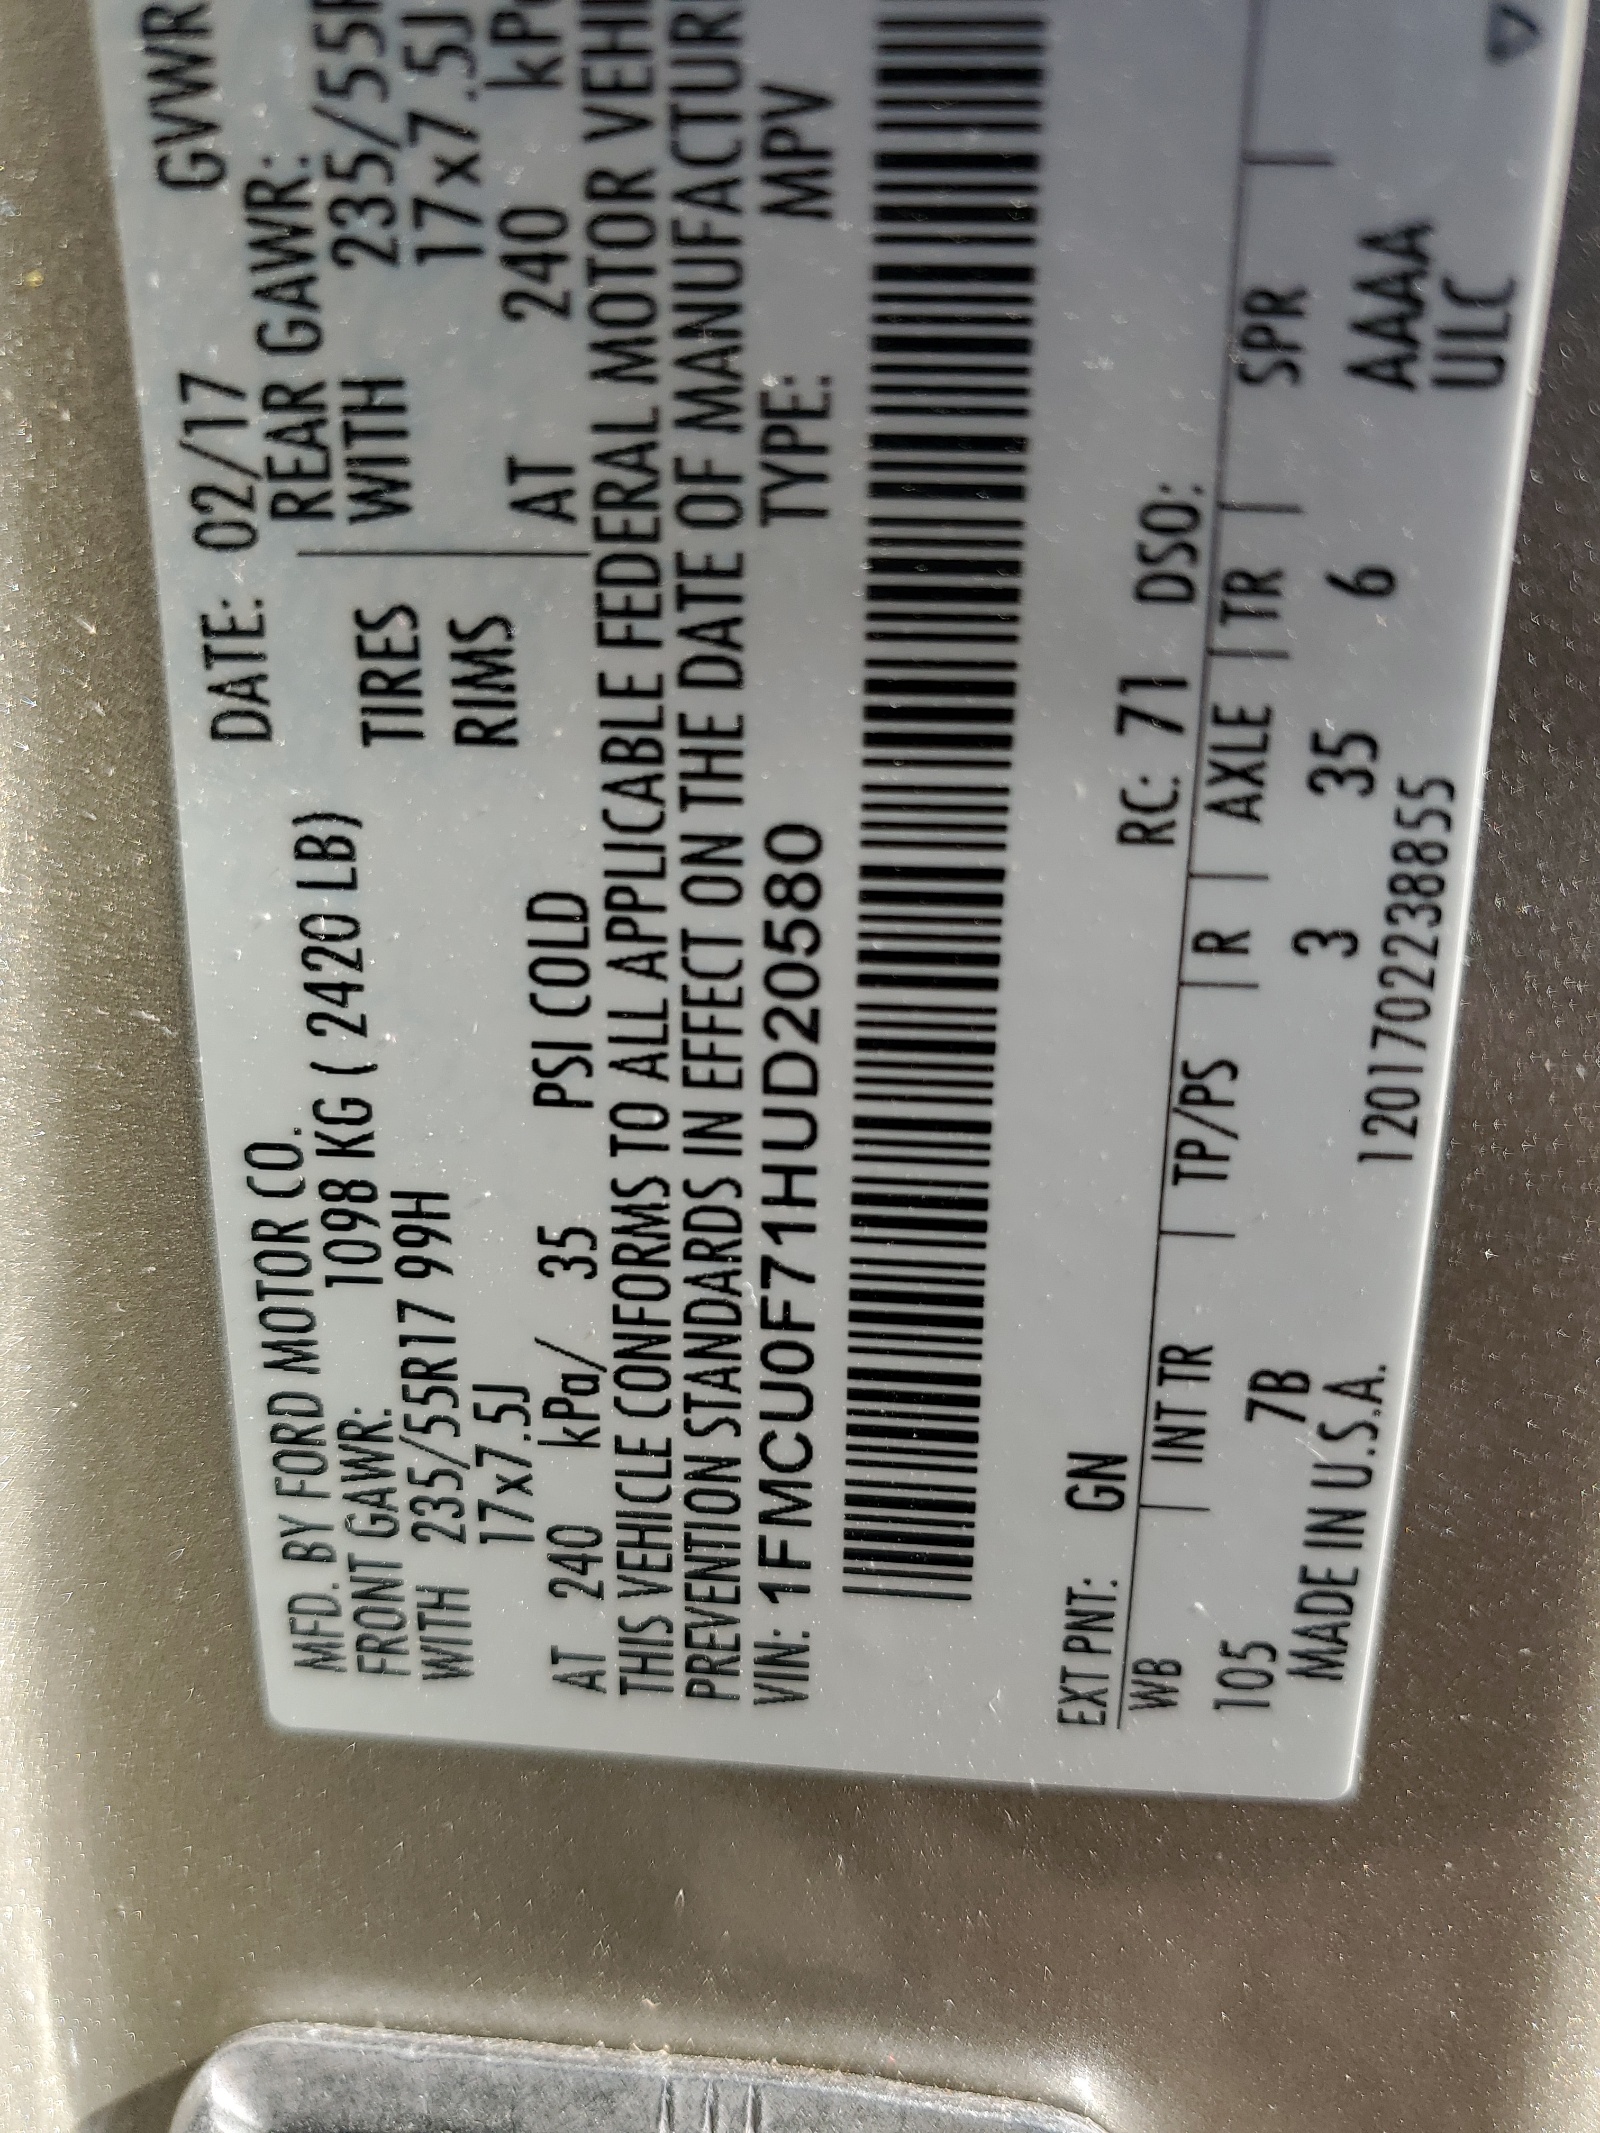 MFD. BY FORD MOTOR CO. DATE: 02/17 GVWR
FRONT GAWR: 1098 KG ( 2420 LB) REAR GAWR:
WITH 235/55R17 99H TIRES WITH 235/55R
17x7.5J RIMS 17x7.5J
AT 240 kPa/ 35 PSI COLD AT 240 kPa
THIS VEHICLE CONFORMS TO ALL APPLICABLE FEDERAL MOTOR VEHI
PREVENTION STANDARDS IN EFFECT ON THE DATE OF MANUFACTUR
VIN: 1FMCU0F71HUD20580 TYPE: MPV
EXT PNT: GN RC: 71 DSO:
WB INT TR TP/PS R AXLE TR SPR
105 7B 3 35 6 AAAA
MADE IN U.S.A. 1201702238855 ULC